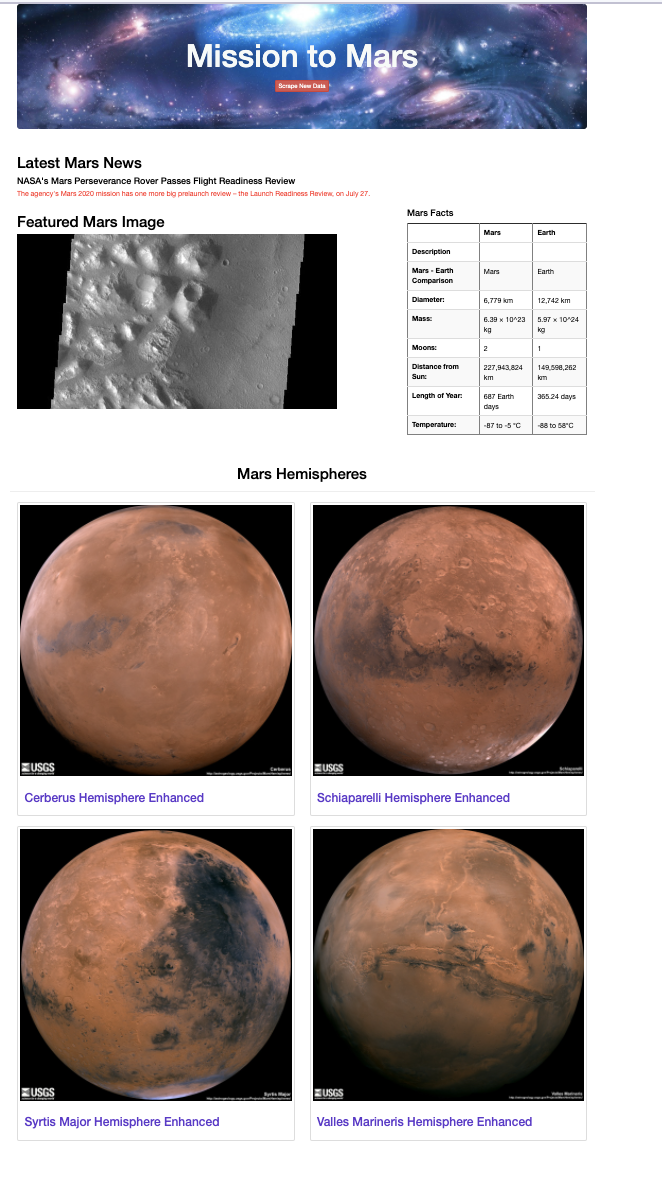 Mission to Mars
Scrape New Data
Latest Mars News
NASA's Mars Perseverance Rover Passes Flight Readiness Review
The agency's Mars 2020 mission has one more big prelaunch review – the Launch Readiness Review, on July 27.
Featured Mars Image
Mars Facts
Mars Earth
Description
Mars - Earth Comparison Mars Earth
Diameter: 6,779 km 12,742 km
Mass: 6.39 × 10^23 kg 5.97 × 10^24 kg
Moons: 2 1
Distance from Sun: 227,943,824 km 149,598,262 km
Length of Year: 687 Earth days 365.24 days
Temperature: -87 to -5 °C -88 to 58°C
Mars Hemispheres
USGS Cerberus
Cerberus Hemisphere Enhanced
USGS Schiaparelli
Schiaparelli Hemisphere Enhanced
USGS Syrtis Major
Syrtis Major Hemisphere Enhanced
USGS Valles Marineris
Valles Marineris Hemisphere Enhanced